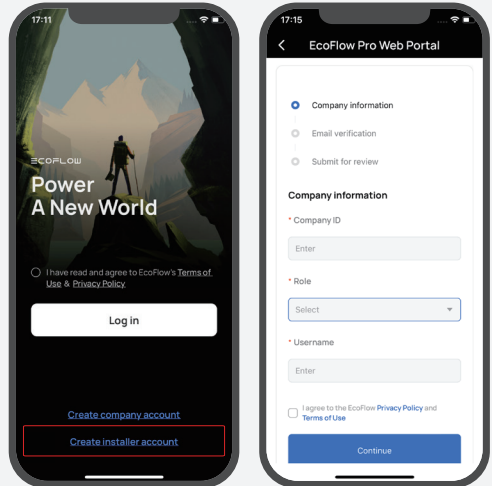 17:11
ECOFLOW
Power
A New World
I have read and agree to EcoFlow's Terms of
Use & Privacy Policy
Log in
Create company account
Create installer account
17:15
EcoFlow Pro Web Portal
Company information
Email verification
Submit for review
Company information
* Company ID
Enter
* Role
Select
* Username
Enter
I agree to the EcoFlow Privacy Policy and
Terms of Use
Continue